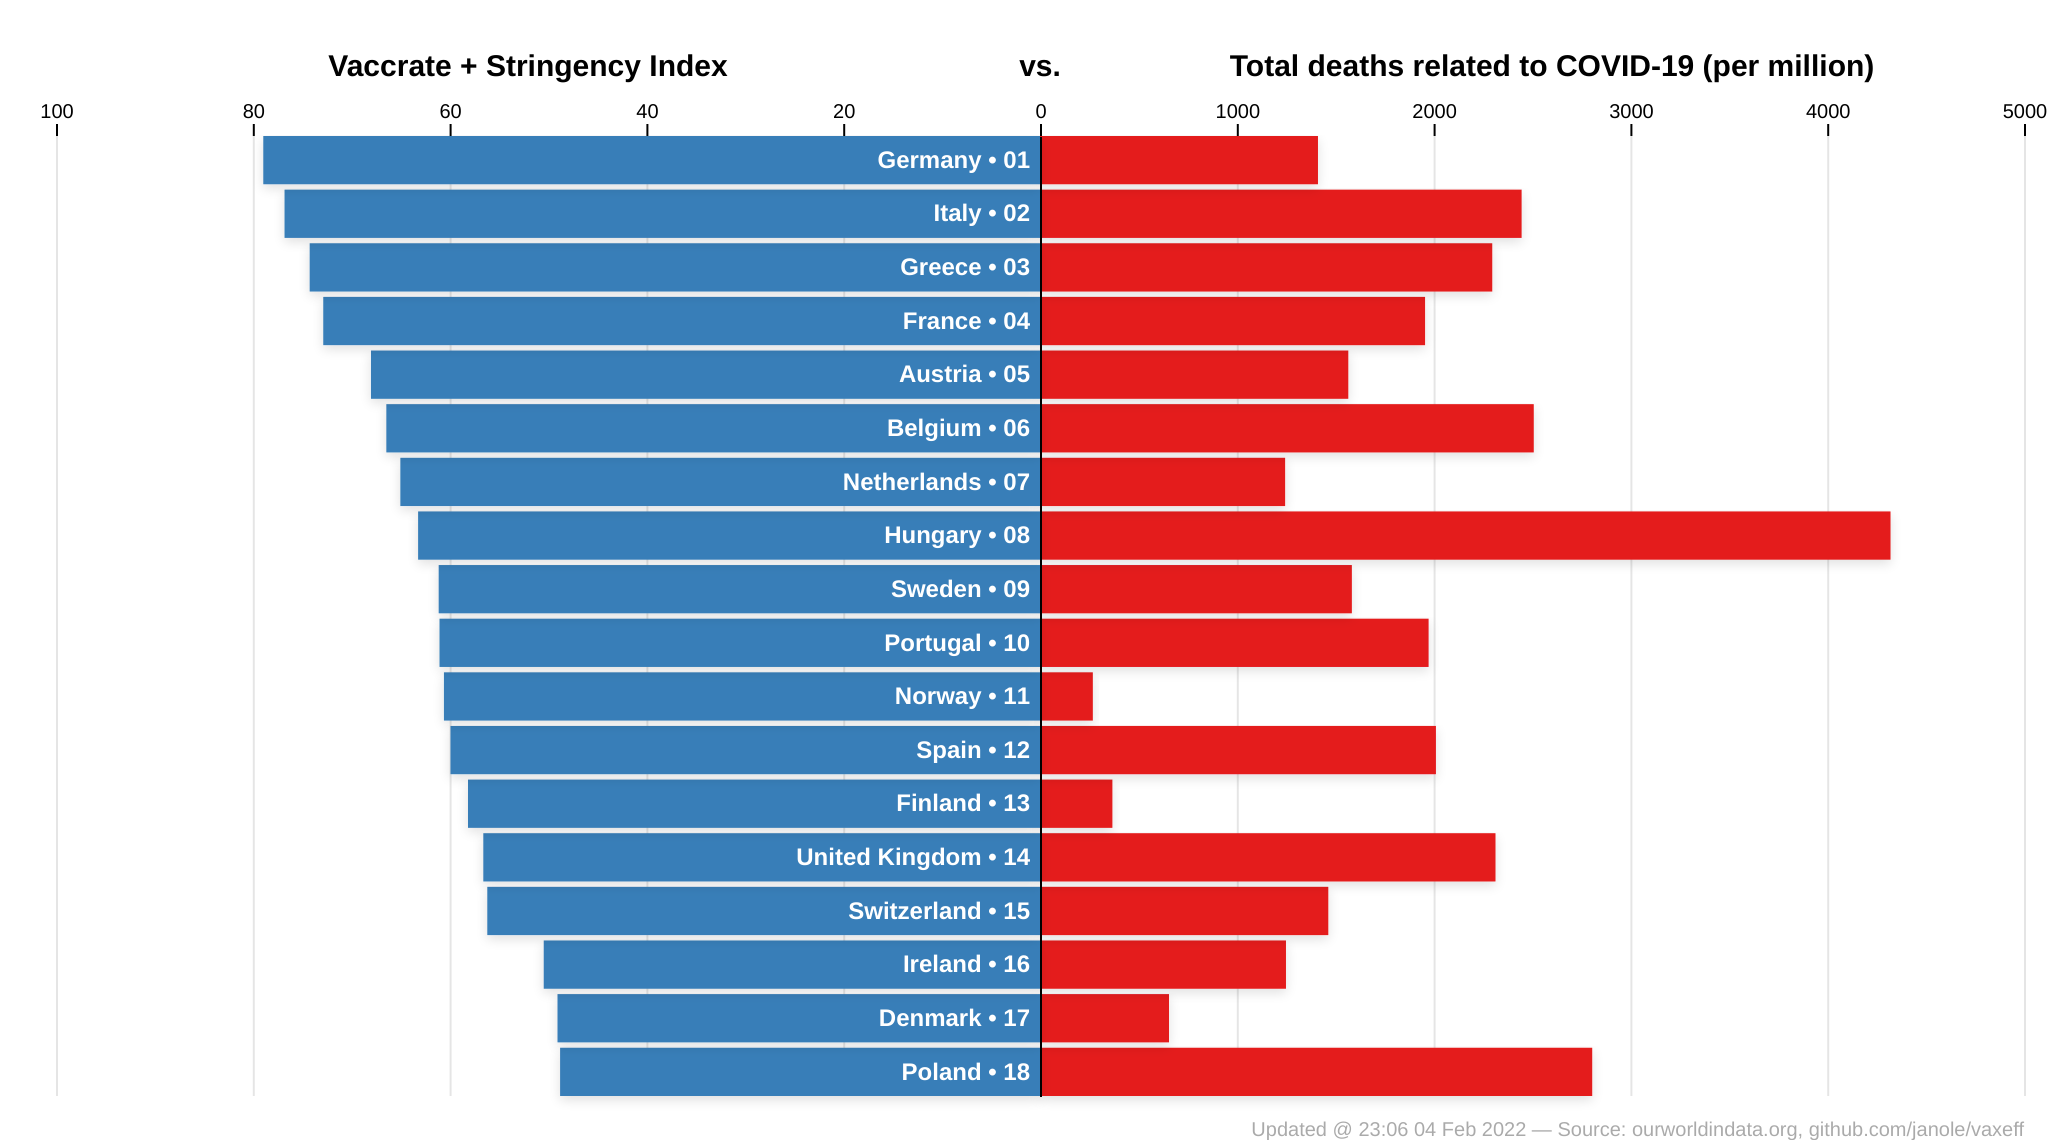 Vaccrate + Stringency Index vs. Total deaths related to COVID-19 (per million)
100 80 60 40 20 0 1000 2000 3000 4000 5000
Germany • 01
Italy • 02
Greece • 03
France • 04
Austria • 05
Belgium • 06
Netherlands • 07
Hungary • 08
Sweden • 09
Portugal • 10
Norway • 11
Spain • 12
Finland • 13
United Kingdom • 14
Switzerland • 15
Ireland • 16
Denmark • 17
Poland • 18
Updated @ 23:06 04 Feb 2022 — Source: ourworldindata.org, github.com/janole/vaxeff